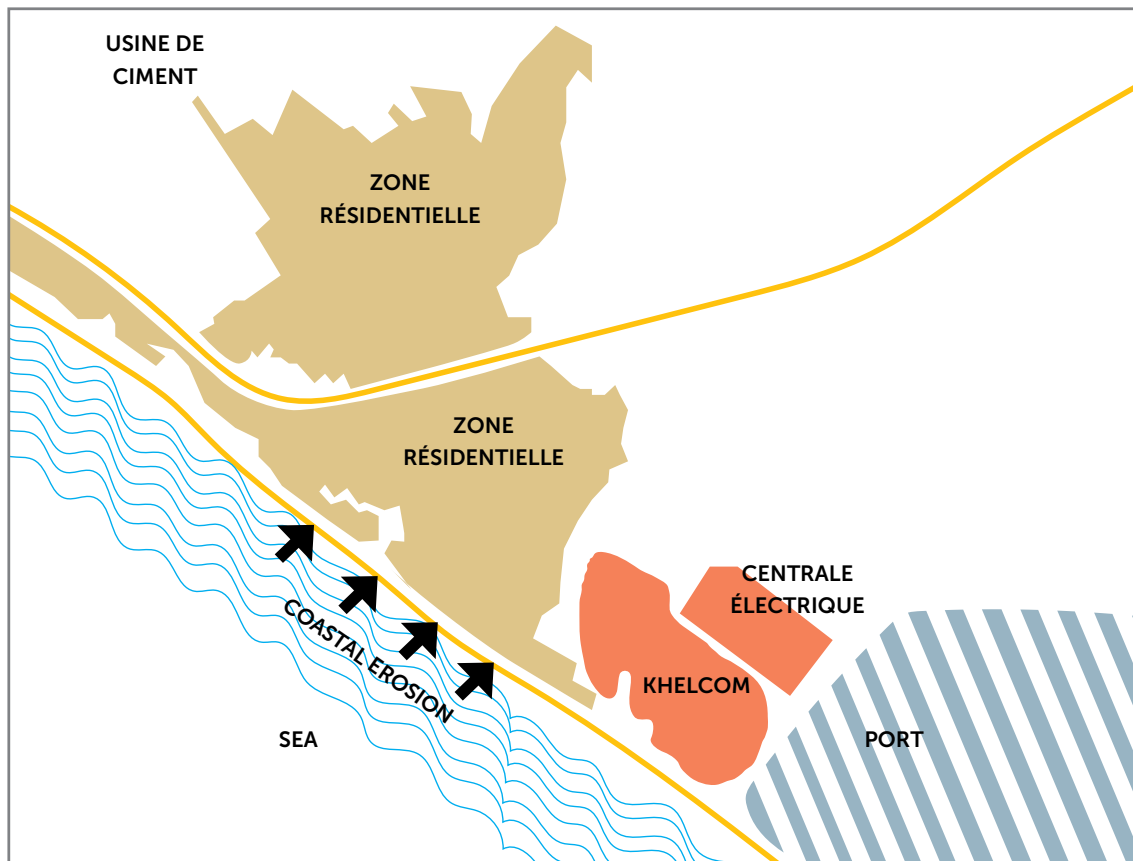 USINE DE
CIMENT
ZONE
RÉSIDENTIELLE
ZONE
RÉSIDENTIELLE
CENTRALE
ÉLECTRIQUE
KHELCOM
COASTAL EROSION
SEA
PORT